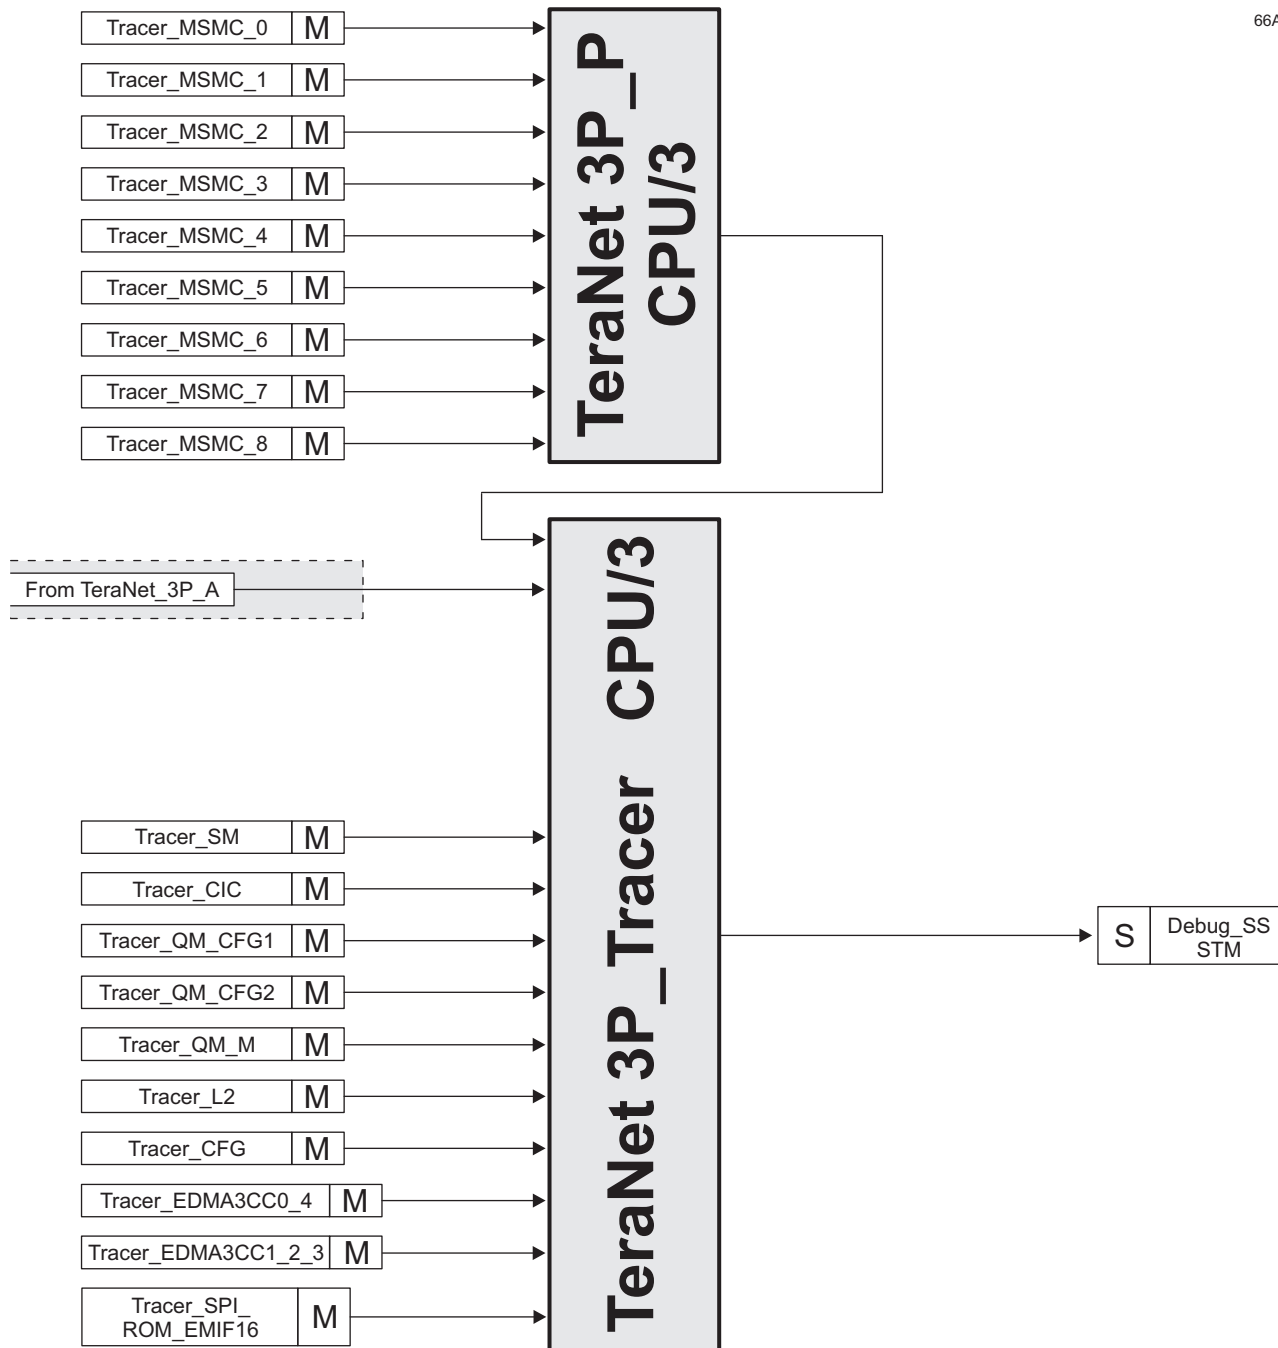 66A
Tracer_MSMC_0 M
Tracer_MSMC_1 M
Tracer_MSMC_2 M
Tracer_MSMC_3 M
Tracer_MSMC_4 M
Tracer_MSMC_5 M
Tracer_MSMC_6 M
Tracer_MSMC_7 M
Tracer_MSMC_8 M
TeraNet 3P_P
CPU/3
From TeraNet_3P_A
TeraNet 3P_Tracer CPU/3
Tracer_SM M
Tracer_CIC M
Tracer_QM_CFG1 M
Tracer_QM_CFG2 M
Tracer_QM_M M
Tracer_L2 M
Tracer_CFG M
Tracer_EDMA3CC0_4 M
Tracer_EDMA3CC1_2_3 M
Tracer_SPI_
ROM_EMIF16 M
S Debug_SS
STM